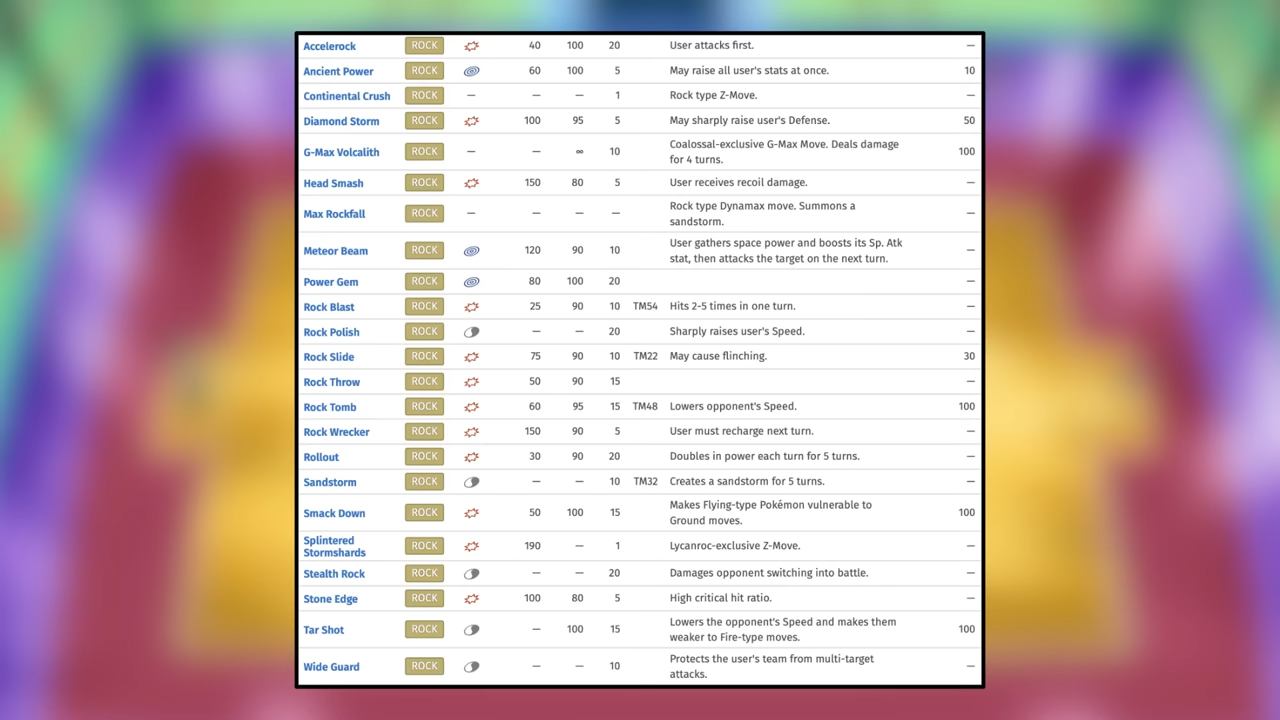 Accelerock ROCK 40 100 20 User attacks first. —
Ancient Power ROCK 60 100 5 May raise all user's stats at once. 10
Continental Crush ROCK — — — 1 Rock type Z-Move. —
Diamond Storm ROCK 100 95 5 May sharply raise user's Defense. 50
G-Max Volcalith ROCK — — ∞ 10 Coalossal-exclusive G-Max Move. Deals damage
for 4 turns. 100
Head Smash ROCK 150 80 5 User receives recoil damage. —
Max Rockfall ROCK — — — — Rock type Dynamax move. Summons a
sandstorm. —
Meteor Beam ROCK 120 90 10 User gathers space power and boosts its Sp. Atk
stat, then attacks the target on the next turn. —
Power Gem ROCK 80 100 20 —
Rock Blast ROCK 25 90 10 TM54 Hits 2-5 times in one turn. —
Rock Polish ROCK — — 20 Sharply raises user's Speed. —
Rock Slide ROCK 75 90 10 TM22 May cause flinching. 30
Rock Throw ROCK 50 90 15 —
Rock Tomb ROCK 60 95 15 TM48 Lowers opponent's Speed. 100
Rock Wrecker ROCK 150 90 5 User must recharge next turn. —
Rollout ROCK 30 90 20 Doubles in power each turn for 5 turns. —
Sandstorm ROCK — — 10 TM32 Creates a sandstorm for 5 turns. —
Smack Down ROCK 50 100 15 Makes Flying-type Pokémon vulnerable to
Ground moves. 100
Splintered
Stormshards ROCK 190 — 1 Lycanroc-exclusive Z-Move. —
Stealth Rock ROCK — — 20 Damages opponent switching into battle. —
Stone Edge ROCK 100 80 5 High critical hit ratio. —
Tar Shot ROCK — 100 15 Lowers the opponent's Speed and makes them
weaker to Fire-type moves. 100
Wide Guard ROCK — — 10 Protects the user's team from multi-target
attacks. —